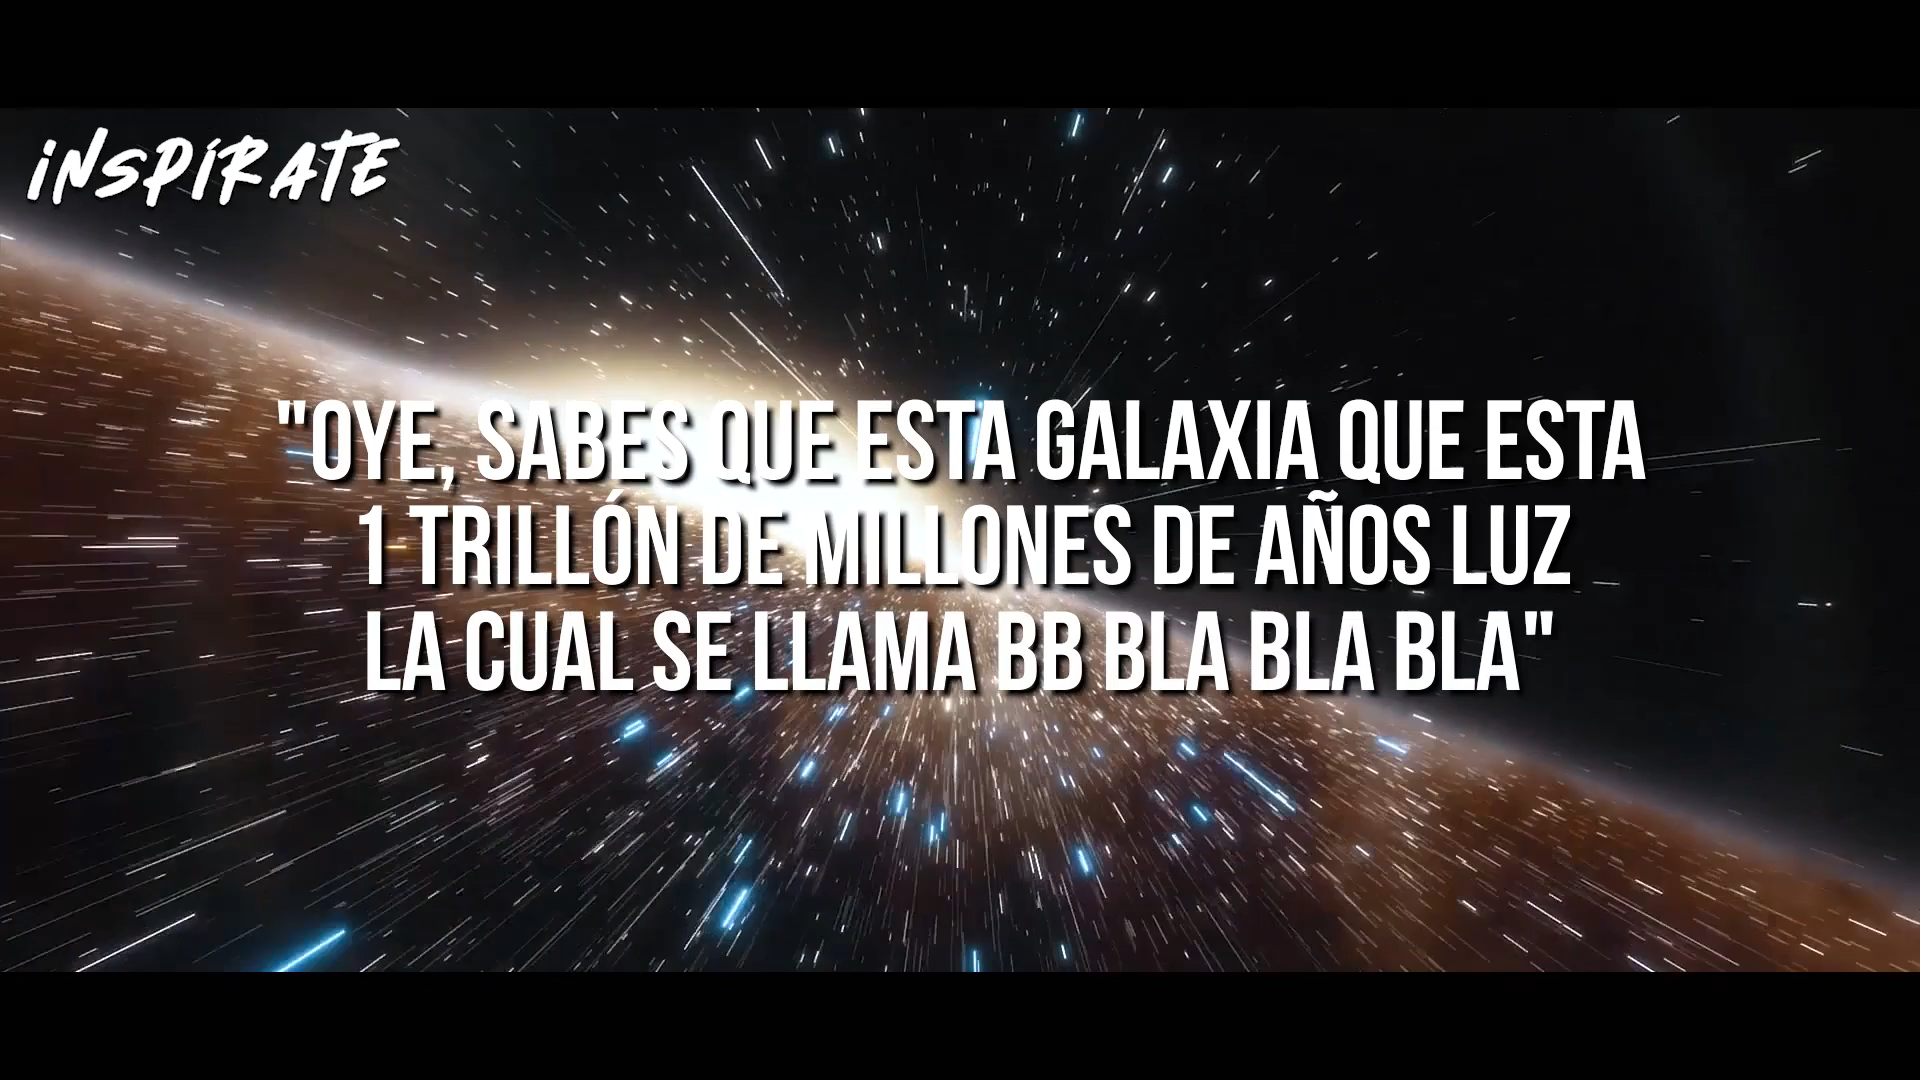 INSPÍRATE
"OYE, SABES QUE ESTA GALAXIA QUE ESTA
1 TRILLÓN DE MILLONES DE AÑOS LUZ
LA CUAL SE LLAMA BB BLA BLA BLA"